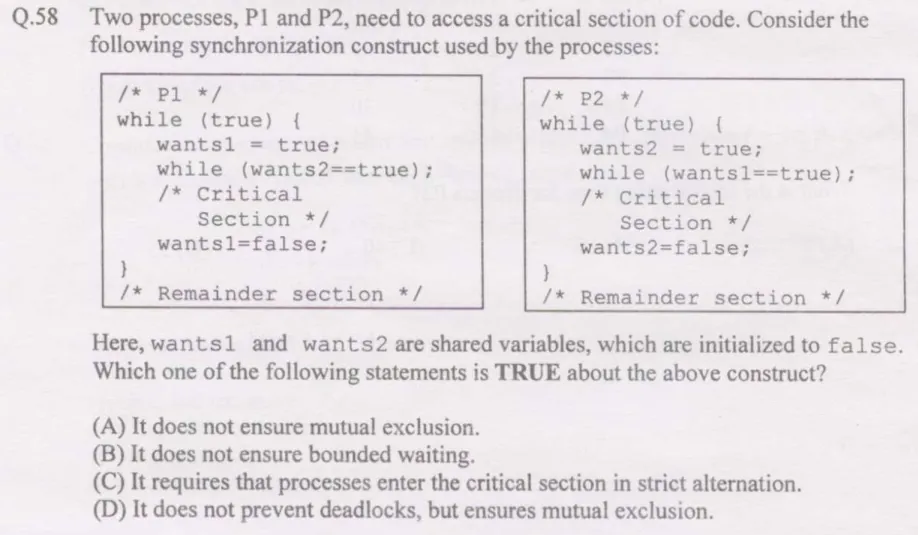 Q.58 Two processes, P1 and P2, need to access a critical section of code. Consider the
following synchronization construct used by the processes:
/* P1 */
while (true) {
wants1 = true;
while (wants2==true);
/* Critical
Section */
wants1=false;
}
/* Remainder section */
/* P2 */
while (true) {
wants2 = true;
while (wants1==true);
/* Critical
Section */
wants2=false;
}
/* Remainder section */
Here, wants1 and wants2 are shared variables, which are initialized to false.
Which one of the following statements is TRUE about the above construct?
(A) It does not ensure mutual exclusion.
(B) It does not ensure bounded waiting.
(C) It requires that processes enter the critical section in strict alternation.
(D) It does not prevent deadlocks, but ensures mutual exclusion.